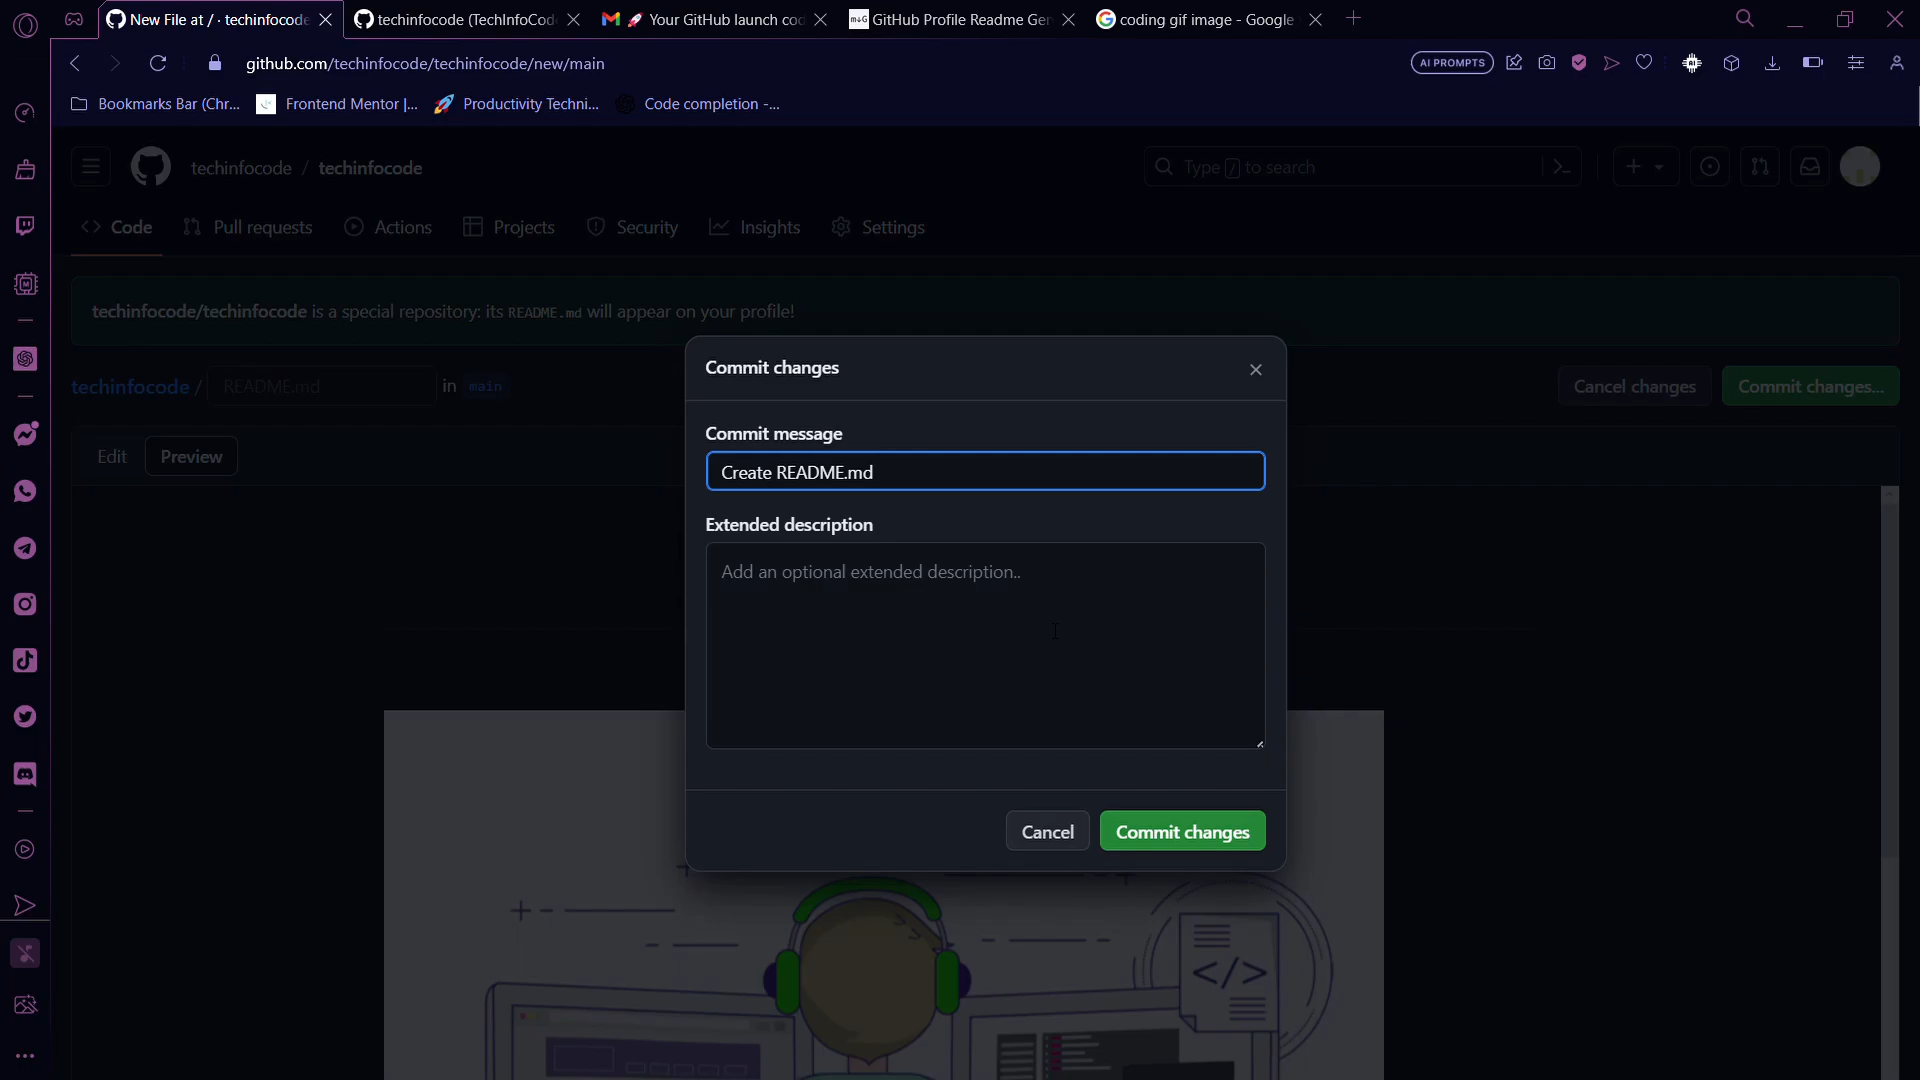 New File at / · techinfocode
techinfocode (TechInfoCod
🚀 Your GitHub launch cod
GitHub Profile Readme Gen
coding gif image - Google
github.com/techinfocode/techinfocode/new/main
AI PROMPTS
Bookmarks Bar (Chr...
Frontend Mentor |...
Productivity Techni...
Code completion -...
techinfocode / techinfocode
Type / to search
Code
Pull requests
Actions
Projects
Security
Insights
Settings
techinfocode/techinfocode is a special repository: its README.md will appear on your profile!
techinfocode / README.md in main
Cancel changes
Commit changes...
Edit
Preview
Commit changes
Commit message
Create README.md
Extended description
Add an optional extended description..
Cancel
Commit changes
</>